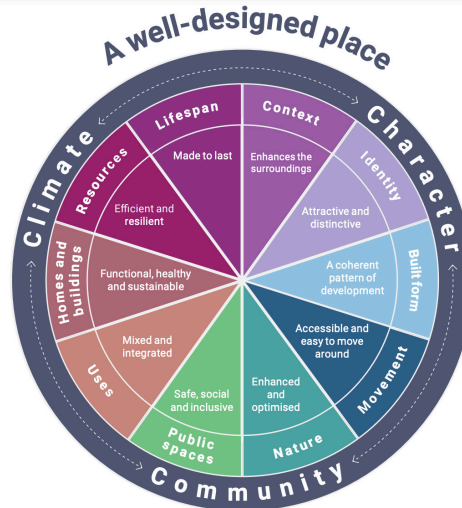 A well-designed place
Climate
Character
Community
Context
Enhances the
surroundings
Identity
Attractive and
distinctive
Built form
A coherent
pattern of
development
Movement
Accessible and
easy to move
around
Nature
Enhanced
and
optimised
Public
spaces
Safe, social
and inclusive
Uses
Mixed and
integrated
Homes and
buildings
Functional, healthy
and sustainable
Resources
Efficient and
resilient
Lifespan
Made to last